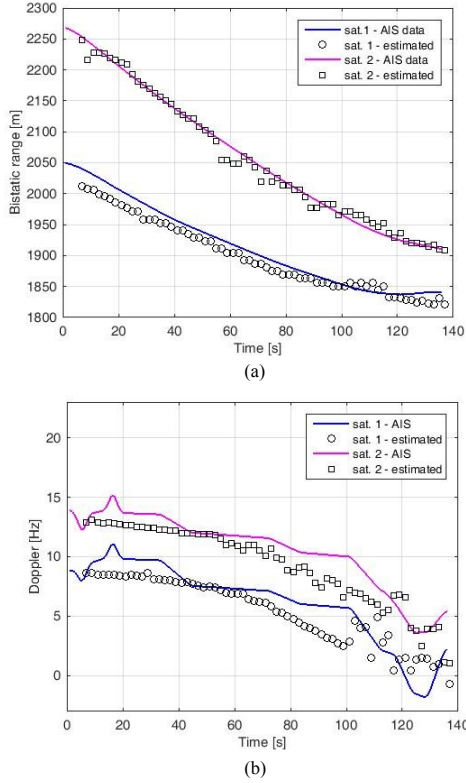 2300
2250
2200
2150
2100
2050
2000
1950
1900
1850
1800
Bistatic range [m]
sat.1 - AIS data
sat. 1 - estimated
sat. 2 - AIS data
sat. 2 - estimated
0 20 40 60 80 100 120 140
Time [s]
(a)
20
15
10
5
0
Doppler [Hz]
sat. 1 - AIS
sat. 1 - estimated
sat. 2 - AIS
sat. 2 - estimated
0 20 40 60 80 100 120 140
Time [s]
(b)